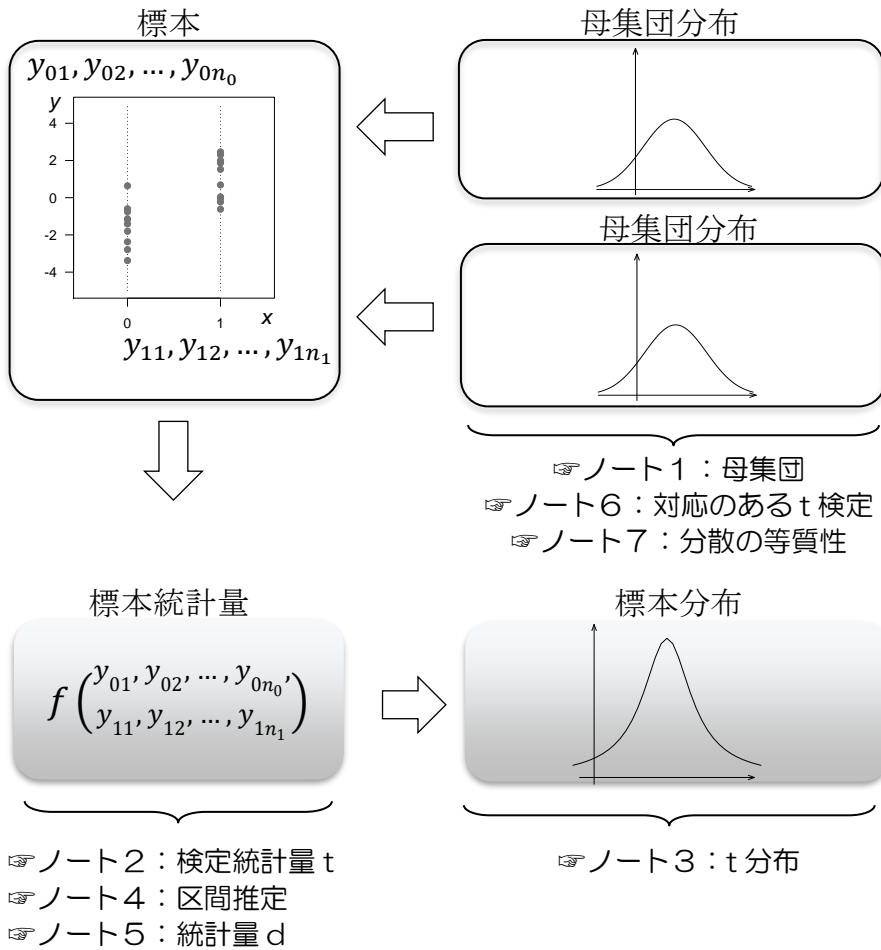 標本
母集団分布
y₀₁, y₀₂, …, y₀ₙ₀
y
4
2
0
-2
-4
0
1
x
y₁₁, y₁₂, …, y₁ₙ₁
母集団分布
☞ノート１：母集団
☞ノート６：対応のあるｔ検定
☞ノート７：分散の等質性
標本統計量
f(y₀₁, y₀₂, …, y₀ₙ₀,
y₁₁, y₁₂, …, y₁ₙ₁)
標本分布
☞ノート２：検定統計量ｔ
☞ノート４：区間推定
☞ノート５：統計量ｄ
☞ノート３：ｔ分布